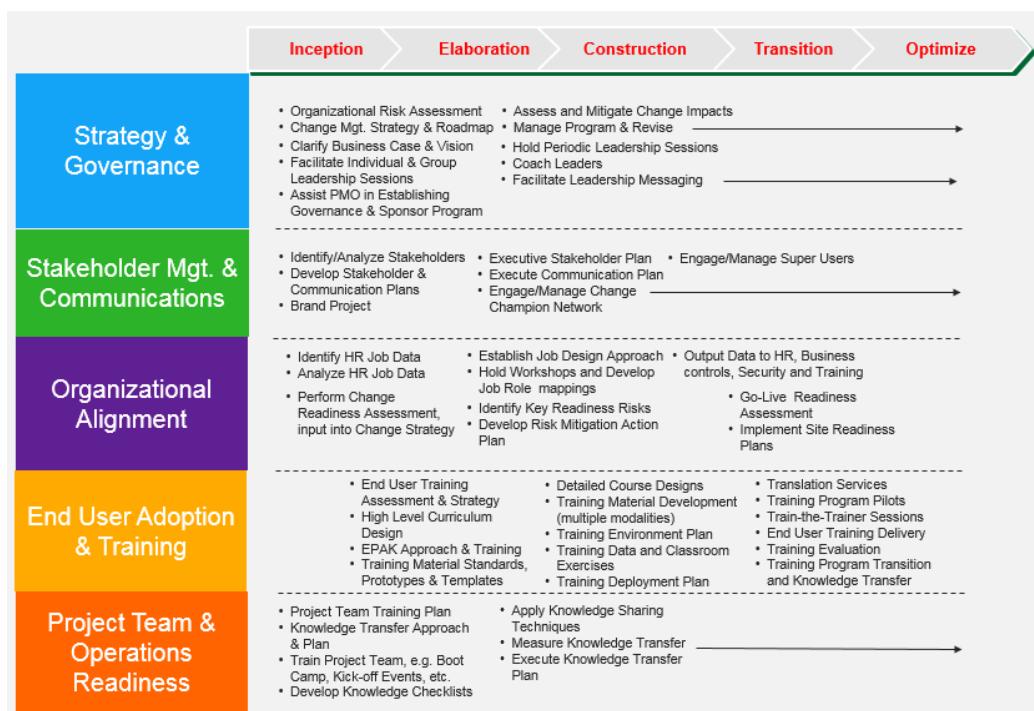 Inception
Elaboration
Construction
Transition
Optimize
Strategy &
Governance
• Organizational Risk Assessment
• Change Mgt. Strategy & Roadmap
• Clarify Business Case & Vision
• Facilitate Individual & Group
Leadership Sessions
• Assist PMO in Establishing
Governance & Sponsor Program
• Assess and Mitigate Change Impacts
• Manage Program & Revise
• Hold Periodic Leadership Sessions
• Coach Leaders
• Facilitate Leadership Messaging
Stakeholder Mgt. &
Communications
• Identify/Analyze Stakeholders
• Develop Stakeholder &
Communication Plans
• Brand Project
• Executive Stakeholder Plan
• Execute Communication Plan
• Engage/Manage Change
Champion Network
• Engage/Manage Super Users
Organizational
Alignment
• Identify HR Job Data
• Analyze HR Job Data
• Perform Change
Readiness Assessment,
input into Change Strategy
• Establish Job Design Approach
• Hold Workshops and Develop
Job Role mappings
• Identify Key Readiness Risks
• Develop Risk Mitigation Action
Plan
• Output Data to HR, Business
controls, Security and Training
• Go-Live Readiness
Assessment
• Implement Site Readiness
Plans
End User Adoption
& Training
• End User Training
Assessment & Strategy
• High Level Curriculum
Design
• EPAK Approach & Training
• Training Material Standards,
Prototypes & Templates
• Detailed Course Designs
• Training Material Development
(multiple modalities)
• Training Environment Plan
• Training Data and Classroom
Exercises
• Training Deployment Plan
• Translation Services
• Training Program Pilots
• Train-the-Trainer Sessions
• End User Training Delivery
• Training Evaluation
• Training Program Transition
and Knowledge Transfer
Project Team &
Operations
Readiness
• Project Team Training Plan
• Knowledge Transfer Approach
& Plan
• Train Project Team, e.g. Boot
Camp, Kick-off Events, etc.
• Develop Knowledge Checklists
• Apply Knowledge Sharing
Techniques
• Measure Knowledge Transfer
• Execute Knowledge Transfer
Plan